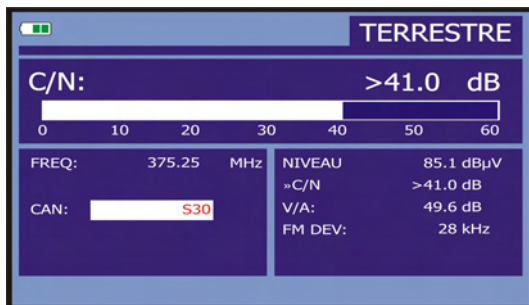 TERRESTRE
C/N: >41.0 dB
0 10 20 30 40 50 60
FREQ: 375.25 MHz
CAN: S30
NIVEAU 85.1 dBµV
»C/N >41.0 dB
V/A: 49.6 dB
FM DEV: 28 kHz